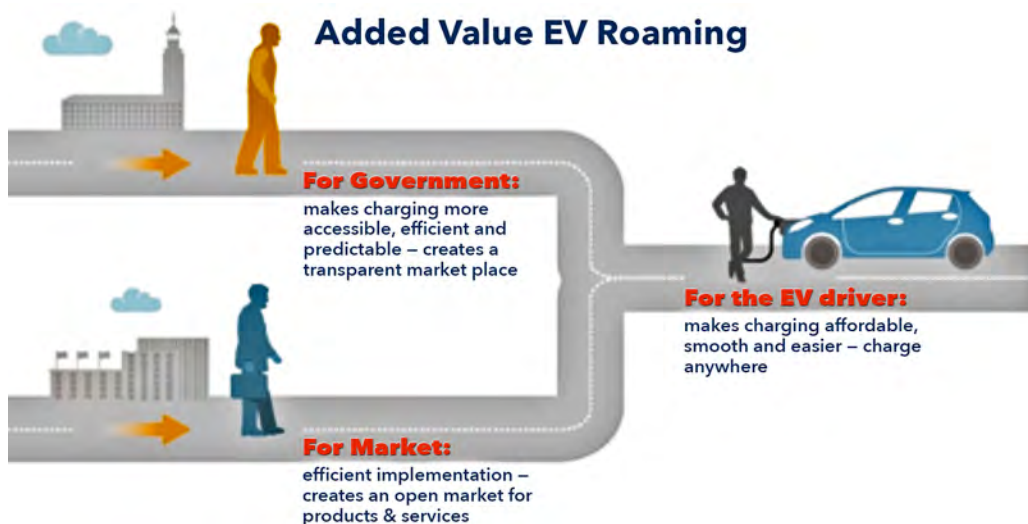 Added Value EV Roaming
For Government:
makes charging more
accessible, efficient and
predictable – creates a
transparent market place
For the EV driver:
makes charging affordable,
smooth and easier – charge
anywhere
For Market:
efficient implementation –
creates an open market for
products & services